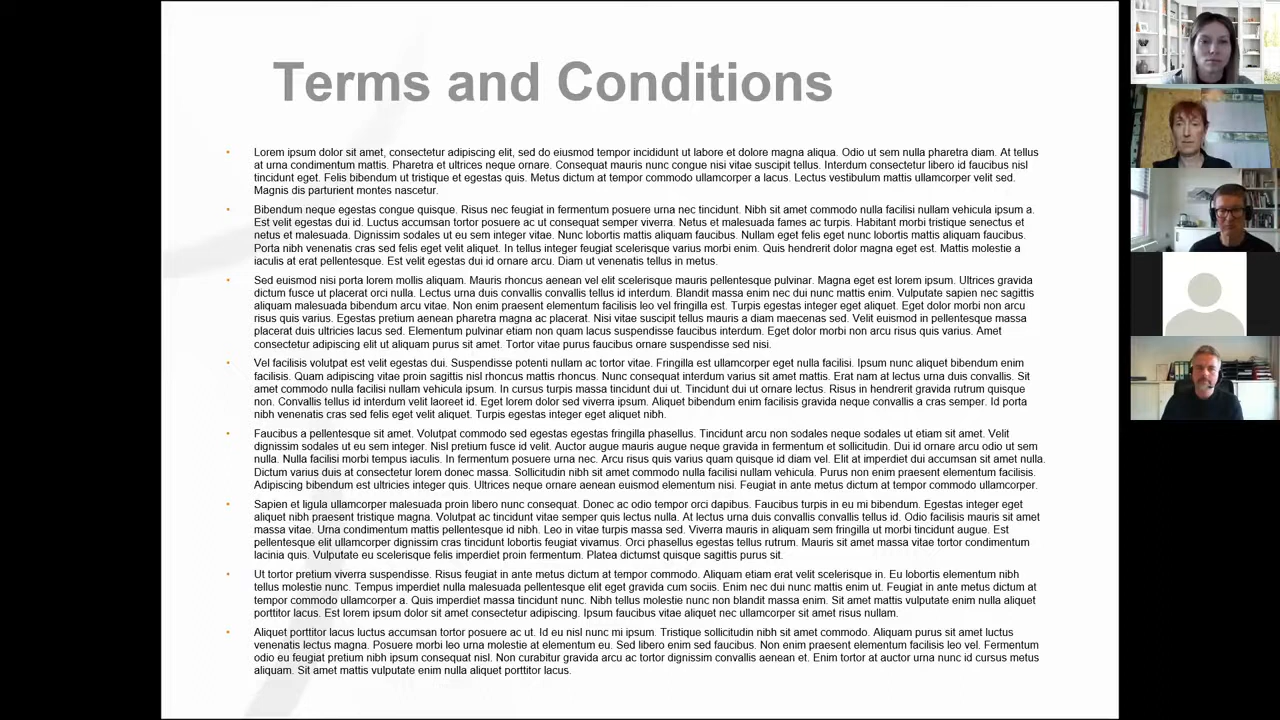 Terms and Conditions
• Lorem ipsum dolor sit amet, consectetur adipiscing elit, sed do eiusmod tempor incididunt ut labore et dolore magna aliqua. Odio ut sem nulla pharetra diam. At tellus
at urna condimentum mattis. Pharetra et ultrices neque ornare. Consequat mauris nunc congue nisi vitae suscipit tellus. Interdum consectetur libero id faucibus nisl
tincidunt eget. Felis bibendum ut tristique et egestas quis. Metus dictum at tempor commodo ullamcorper a lacus. Lectus vestibulum mattis ullamcorper velit sed.
Magnis dis parturient montes nascetur.
• Bibendum neque egestas congue quisque. Risus nec feugiat in fermentum posuere urna nec tincidunt. Nibh sit amet commodo nulla facilisi nullam vehicula ipsum a.
Est velit egestas dui id. Luctus accumsan tortor posuere ac ut consequat semper viverra. Netus et malesuada fames ac turpis. Habitant morbi tristique senectus et
netus et malesuada. Dignissim sodales ut eu sem integer vitae. Nunc lobortis mattis aliquam faucibus. Nullam eget felis eget nunc lobortis mattis aliquam faucibus.
Porta nibh venenatis cras sed felis eget velit aliquet. In tellus integer feugiat scelerisque varius morbi enim. Quis hendrerit dolor magna eget est. Mattis molestie a
iaculis at erat pellentesque. Est velit egestas dui id ornare arcu. Diam ut venenatis tellus in metus.
• Sed euismod nisi porta lorem mollis aliquam. Mauris rhoncus aenean vel elit scelerisque mauris pellentesque pulvinar. Magna eget est lorem ipsum. Ultrices gravida
dictum fusce ut placerat orci nulla. Lectus urna duis convallis convallis tellus id interdum. Blandit massa enim nec dui nunc mattis enim. Vulputate sapien nec sagittis
aliquam malesuada bibendum arcu vitae. Non enim praesent elementum facilisis leo vel fringilla est. Turpis egestas integer eget aliquet. Eget dolor morbi non arcu
risus quis varius. Egestas pretium aenean pharetra magna ac placerat. Nisi vitae suscipit tellus mauris a diam maecenas sed. Velit euismod in pellentesque massa
placerat duis ultricies lacus sed. Elementum pulvinar etiam non quam lacus suspendisse faucibus interdum. Eget dolor morbi non arcu risus quis varius. Amet
consectetur adipiscing elit ut aliquam purus sit amet. Tortor vitae purus faucibus ornare suspendisse sed nisi.
• Vel facilisis volutpat est velit egestas dui. Suspendisse potenti nullam ac tortor vitae. Fringilla est ullamcorper eget nulla facilisi. Ipsum nunc aliquet bibendum enim
facilisis. Quam adipiscing vitae proin sagittis nisl rhoncus mattis rhoncus. Nunc consequat interdum varius sit amet mattis. Erat nam at lectus urna duis convallis. Sit
amet commodo nulla facilisi nullam vehicula ipsum. In cursus turpis massa tincidunt dui ut. Tincidunt dui ut ornare lectus. Risus in hendrerit gravida rutrum quisque
non. Convallis tellus id interdum velit laoreet id. Eget lorem dolor sed viverra ipsum. Aliquet bibendum enim facilisis gravida neque convallis a cras semper. Id porta
nibh venenatis cras sed felis eget velit aliquet. Turpis egestas integer eget aliquet nibh.
• Faucibus a pellentesque sit amet. Volutpat commodo sed egestas egestas fringilla phasellus. Tincidunt arcu non sodales neque sodales ut etiam sit amet. Velit
dignissim sodales ut eu sem integer. Nisl pretium fusce id velit. Auctor augue mauris augue neque gravida in fermentum et sollicitudin. Dui id ornare arcu odio ut sem
nulla. Nulla facilisi morbi tempus iaculis. In fermentum posuere urna nec. Arcu risus quis varius quam quisque id diam vel. Elit at imperdiet dui accumsan sit amet nulla.
Dictum varius duis at consectetur lorem donec massa. Sollicitudin nibh sit amet commodo nulla facilisi nullam vehicula. Purus non enim praesent elementum facilisis.
Adipiscing bibendum est ultricies integer quis. Ultrices neque ornare aenean euismod elementum nisi. Feugiat in ante metus dictum at tempor commodo ullamcorper.
• Sapien et ligula ullamcorper malesuada proin libero nunc consequat. Donec ac odio tempor orci dapibus. Faucibus turpis in eu mi bibendum. Egestas integer eget
aliquet nibh praesent tristique magna. Volutpat ac tincidunt vitae semper quis lectus nulla. At lectus urna duis convallis convallis tellus id. Odio facilisis mauris sit amet
massa vitae. Urna condimentum mattis pellentesque id nibh. Leo in vitae turpis massa sed. Viverra mauris in aliquam sem fringilla ut morbi tincidunt augue. Est
pellentesque elit ullamcorper dignissim cras tincidunt lobortis feugiat vivamus. Orci phasellus egestas tellus rutrum. Mauris sit amet massa vitae tortor condimentum
lacinia quis. Vulputate eu scelerisque felis imperdiet proin fermentum. Platea dictumst quisque sagittis purus sit.
• Ut tortor pretium viverra suspendisse. Risus feugiat in ante metus dictum at tempor commodo. Aliquam etiam erat velit scelerisque in. Eu lobortis elementum nibh
tellus molestie nunc. Tempus imperdiet nulla malesuada pellentesque elit eget gravida cum sociis. Enim nec dui nunc mattis enim ut. Feugiat in ante metus dictum at
tempor commodo ullamcorper a. Quis imperdiet massa tincidunt nunc. Nibh tellus molestie nunc non blandit massa enim. Sit amet mattis vulputate enim nulla aliquet
porttitor lacus. Est lorem ipsum dolor sit amet consectetur adipiscing. Ipsum faucibus vitae aliquet nec ullamcorper sit amet risus nullam.
• Aliquet porttitor lacus luctus accumsan tortor posuere ac ut. Id eu nisl nunc mi ipsum. Tristique sollicitudin nibh sit amet commodo. Aliquam purus sit amet luctus
venenatis lectus magna. Posuere morbi leo urna molestie at elementum eu. Sed libero enim sed faucibus. Non enim praesent elementum facilisis leo vel. Fermentum
odio eu feugiat pretium nibh ipsum consequat nisl. Non curabitur gravida arcu ac tortor dignissim convallis aenean et. Enim tortor at auctor urna nunc id cursus metus
aliquam. Sit amet mattis vulputate enim nulla aliquet porttitor lacus.